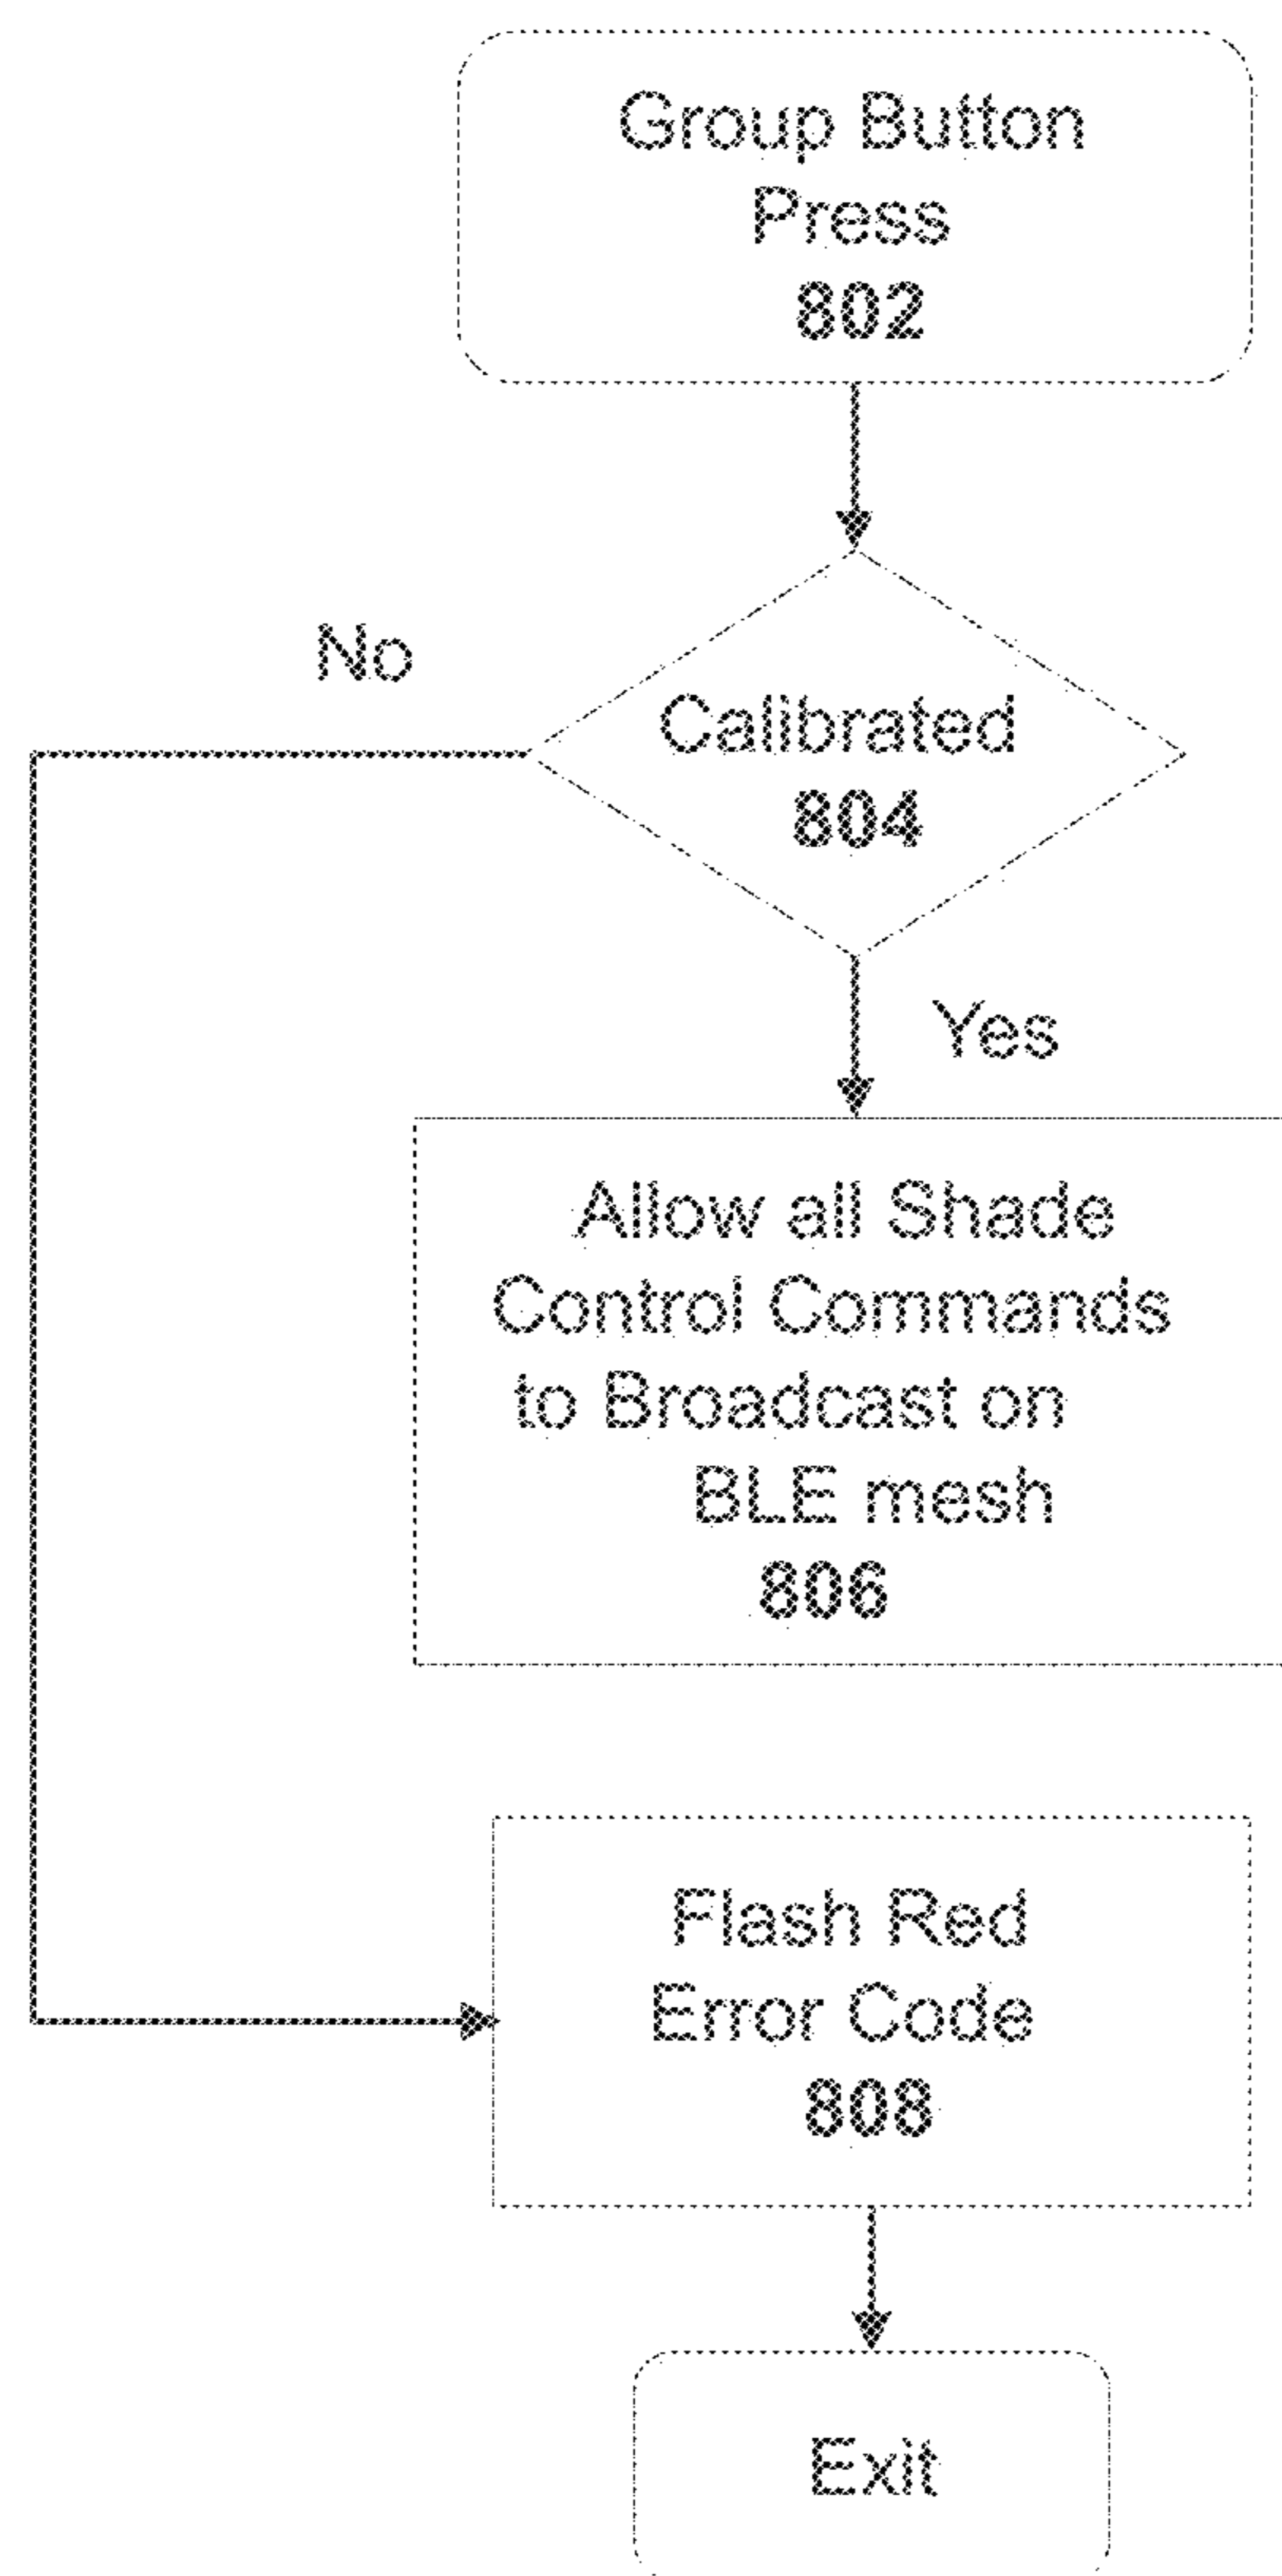 Group Button
Press
802
No
Calibrated
804
Yes
Allow all Shade
Control Commands
to Broadcast on
BLE mesh
806
Flash Red
Error Code
808
Exit